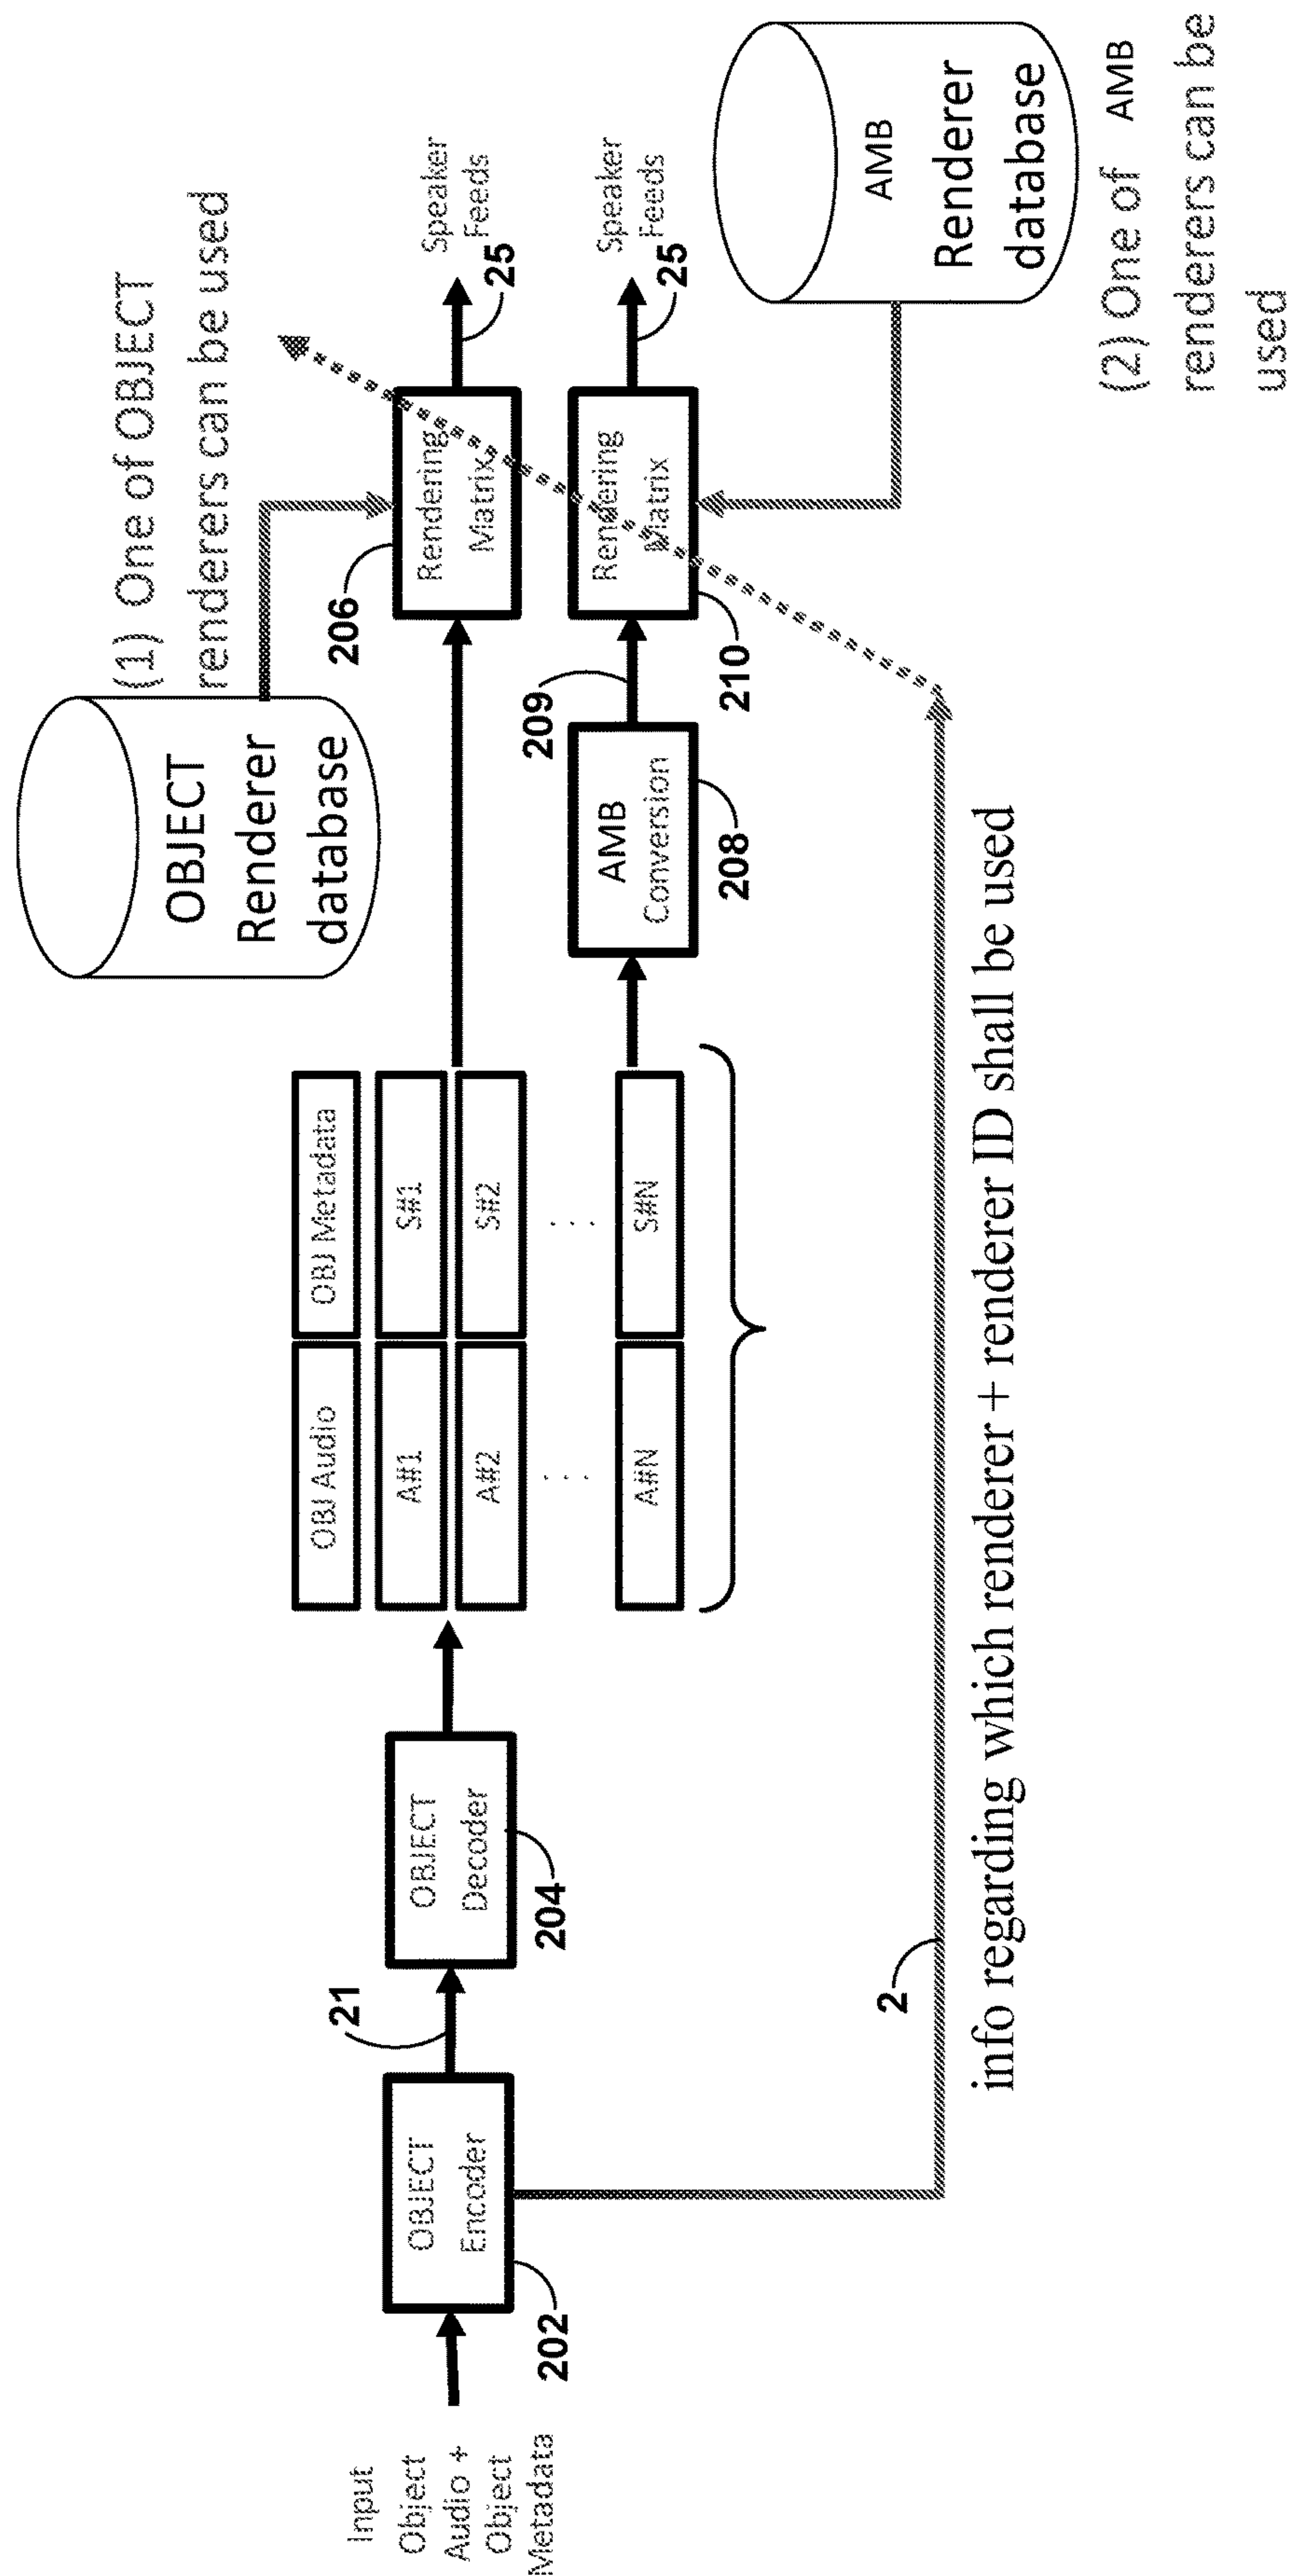 Input
Object
Audio +
Object
Metadata
OBJECT
Encoder
202
21
OBJECT
Decoder
204
OBJ Audio
OBJ Metadata
A#1
S#1
A#2
S#2
. . .
. . .
A#N
S#N
OBJECT
Renderer
database
(1) One of OBJECT
renderers can be used
206
Rendering
Matrix
25
Speaker
Feeds
AMB
Conversion
208
209
Rendering
Matrix
210
25
Speaker
Feeds
AMB
Renderer
database
(2) One of AMB
renderers can be
used
2
info regarding which renderer + renderer ID shall be used